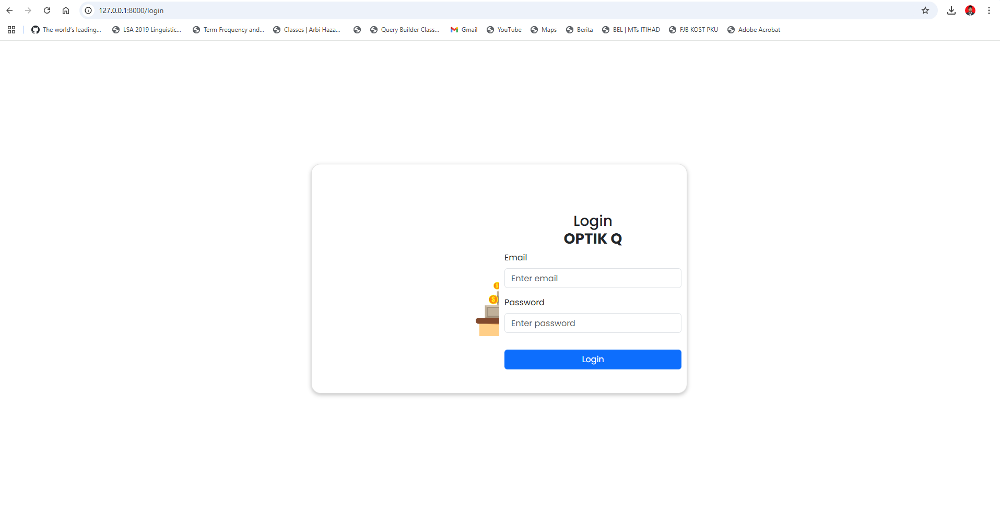 127.0.0.1:8000/login
The world's leading... LSA 2019 Linguistic... Term Frequency and... Classes | Arbi Haza... Query Builder Class... Gmail YouTube Maps Berita BEL | MTs ITIHAD FJB KOST PKU Adobe Acrobat
Login
OPTIK Q
Email
Enter email
Password
Enter password
Login